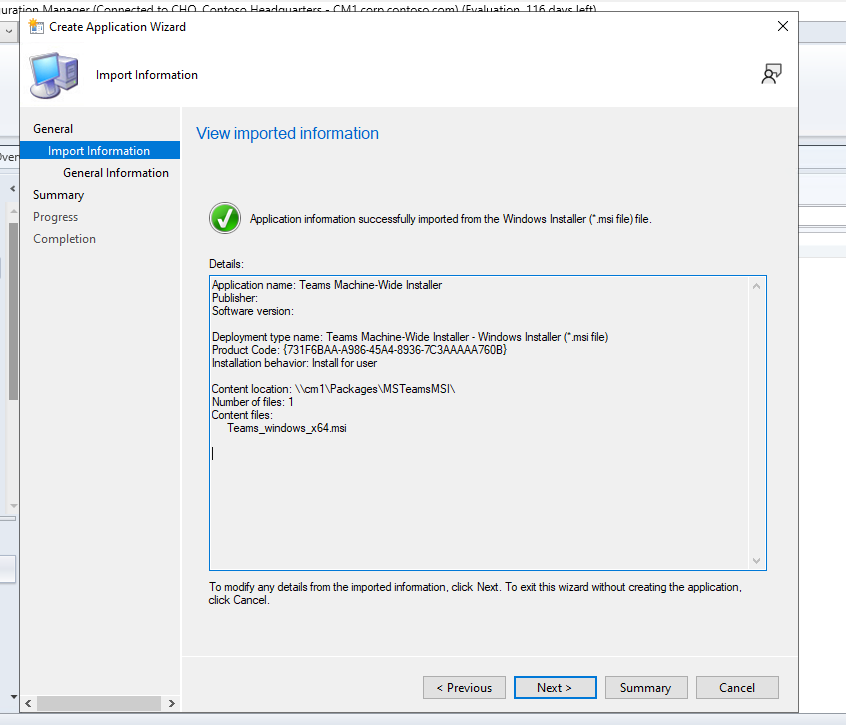 uration Manager (Connected to CHQ, Contoso Headquarters - CM1.corp.contoso.com) (Evaluation, 116 days left)
Create Application Wizard
Import Information
Over
General
Import Information
General Information
Summary
Progress
Completion
View imported information
Application information successfully imported from the Windows Installer (*.msi file) file.
Details:
Application name: Teams Machine-Wide Installer
Publisher:
Software version:
Deployment type name: Teams Machine-Wide Installer - Windows Installer (*.msi file)
Product Code: {731F6BAA-A986-45A4-8936-7C3AAAAA760B}
Installation behavior: Install for user
Content location: \\cm1\Packages\MSTeamsMSI\
Number of files: 1
Content files:
Teams_windows_x64.msi
To modify any details from the imported information, click Next. To exit this wizard without creating the application,
click Cancel.
< Previous
Next >
Summary
Cancel